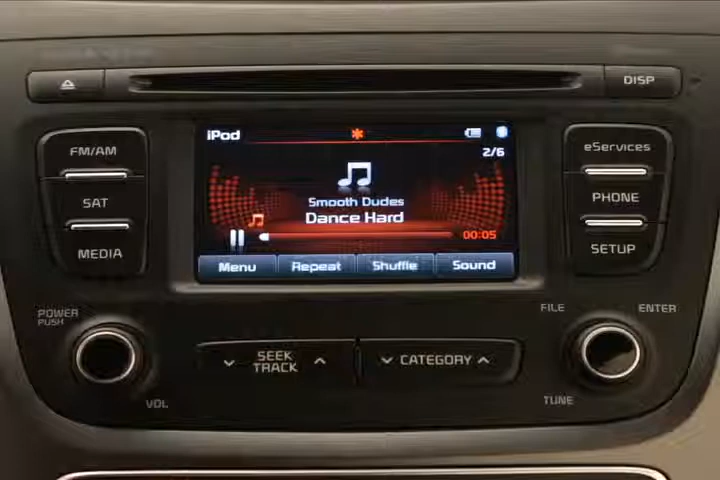 DISP
FM/AM
SAT
MEDIA
iPod
2/6
Smooth Dudes
Dance Hard
00:05
Menu
Repeat
Shuffle
Sound
eServices
PHONE
SETUP
POWER
PUSH
VOL
SEEK
TRACK
CATEGORY
FILE
ENTER
TUNE